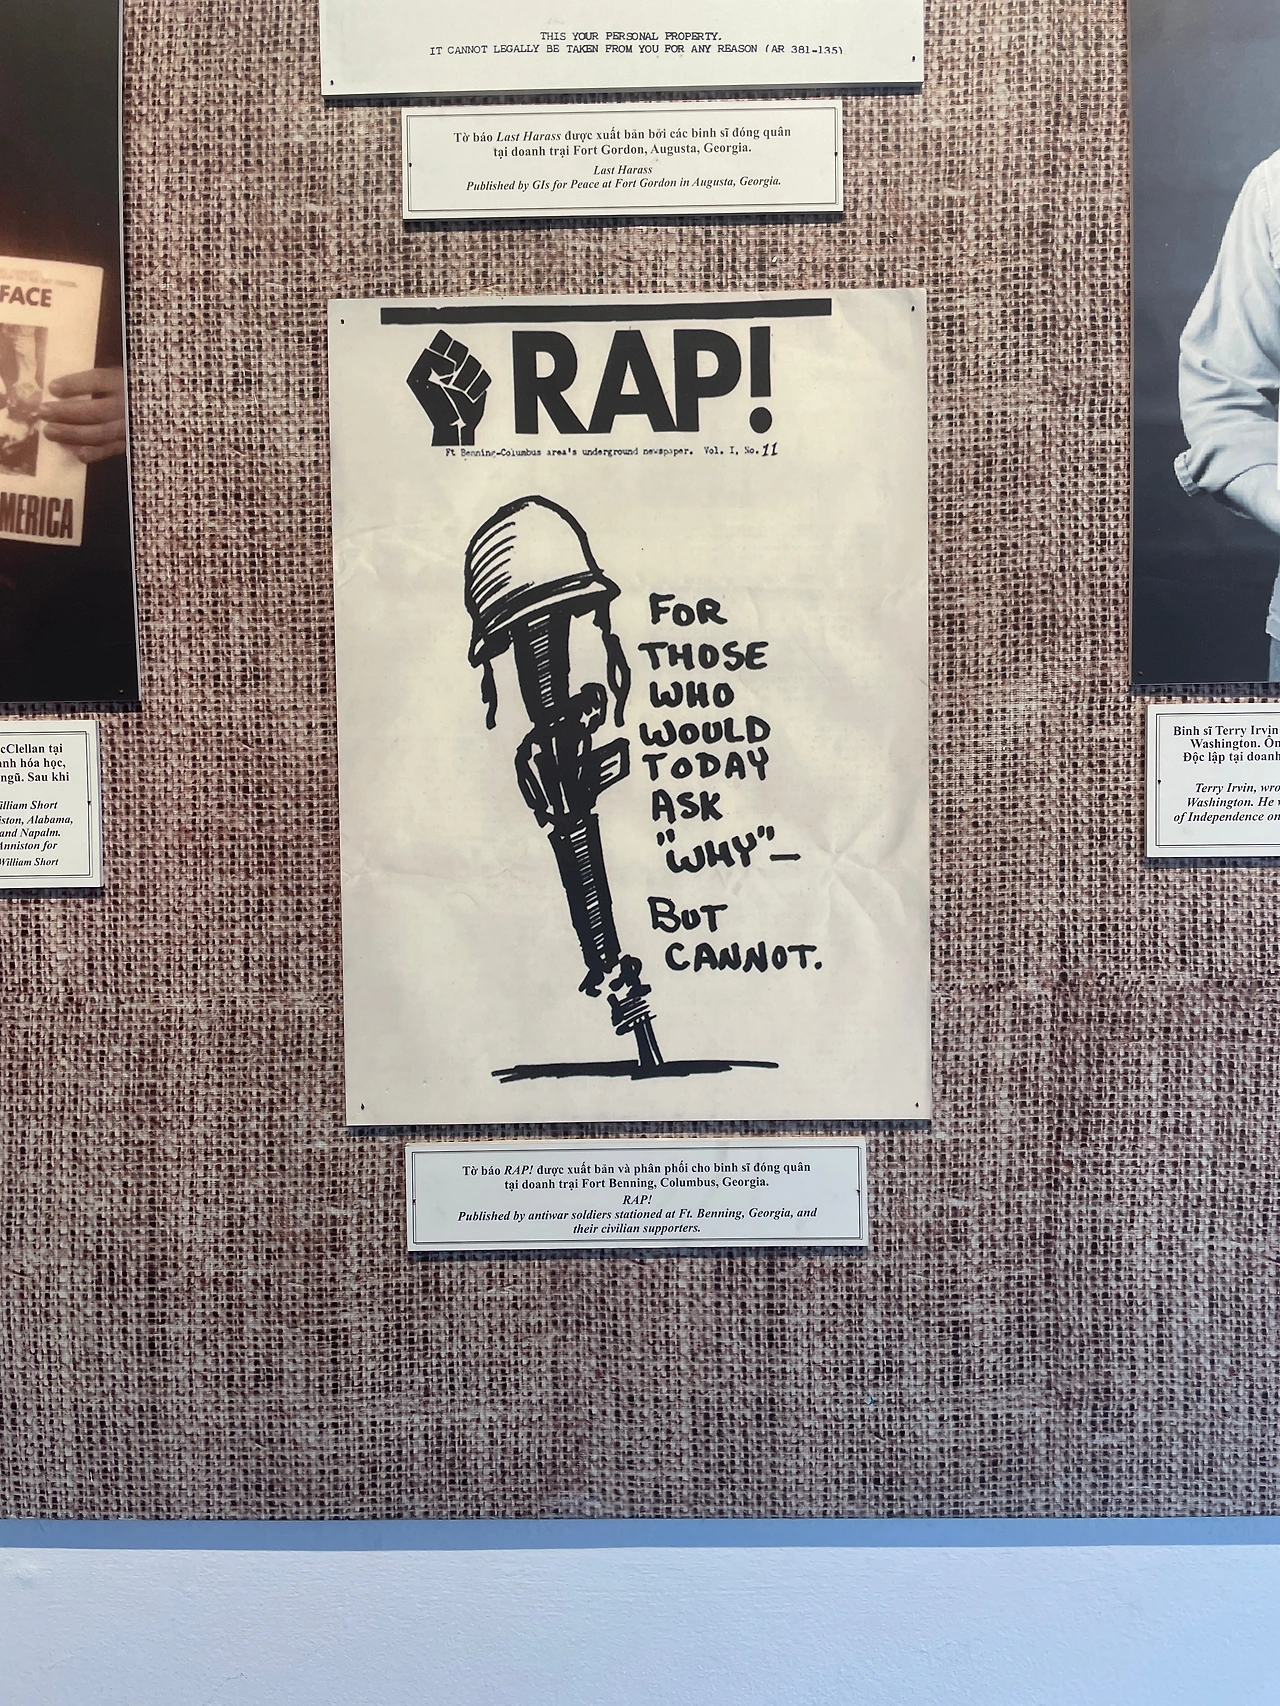 THIS YOUR PERSONAL PROPERTY.
IT CANNOT LEGALLY BE TAKEN FROM YOU FOR ANY REASON (AR 381-135)
Tờ báo Last Harass được xuất bản bởi các binh sĩ đóng quân
tại doanh trại Fort Gordon, Augusta, Georgia.
Last Harass
Published by GIs for Peace at Fort Gordon in Augusta, Georgia.
FACE
MERICA
RAP!
Ft Benning-Columbus area's underground newspaper. Vol. I, No. 11
FOR
THOSE
WHO
WOULD
TODAY
ASK
"WHY"—
BUT
CANNOT.
cClellan tại
anh hóa học,
ngũ. Sau khi
illiam Short
iston, Alabama,
and Napalm.
Anniston for
William Short
Binh sĩ Terry Irvin
Washington. Ôn
Độc lập tại doanh
Terry Irvin, wro
Washington. He
of Independence on
Tờ báo RAP! được xuất bản và phân phối cho binh sĩ đóng quân
tại doanh trại Fort Benning, Columbus, Georgia.
RAP!
Published by antiwar soldiers stationed at Ft. Benning, Georgia, and
their civilian supporters.